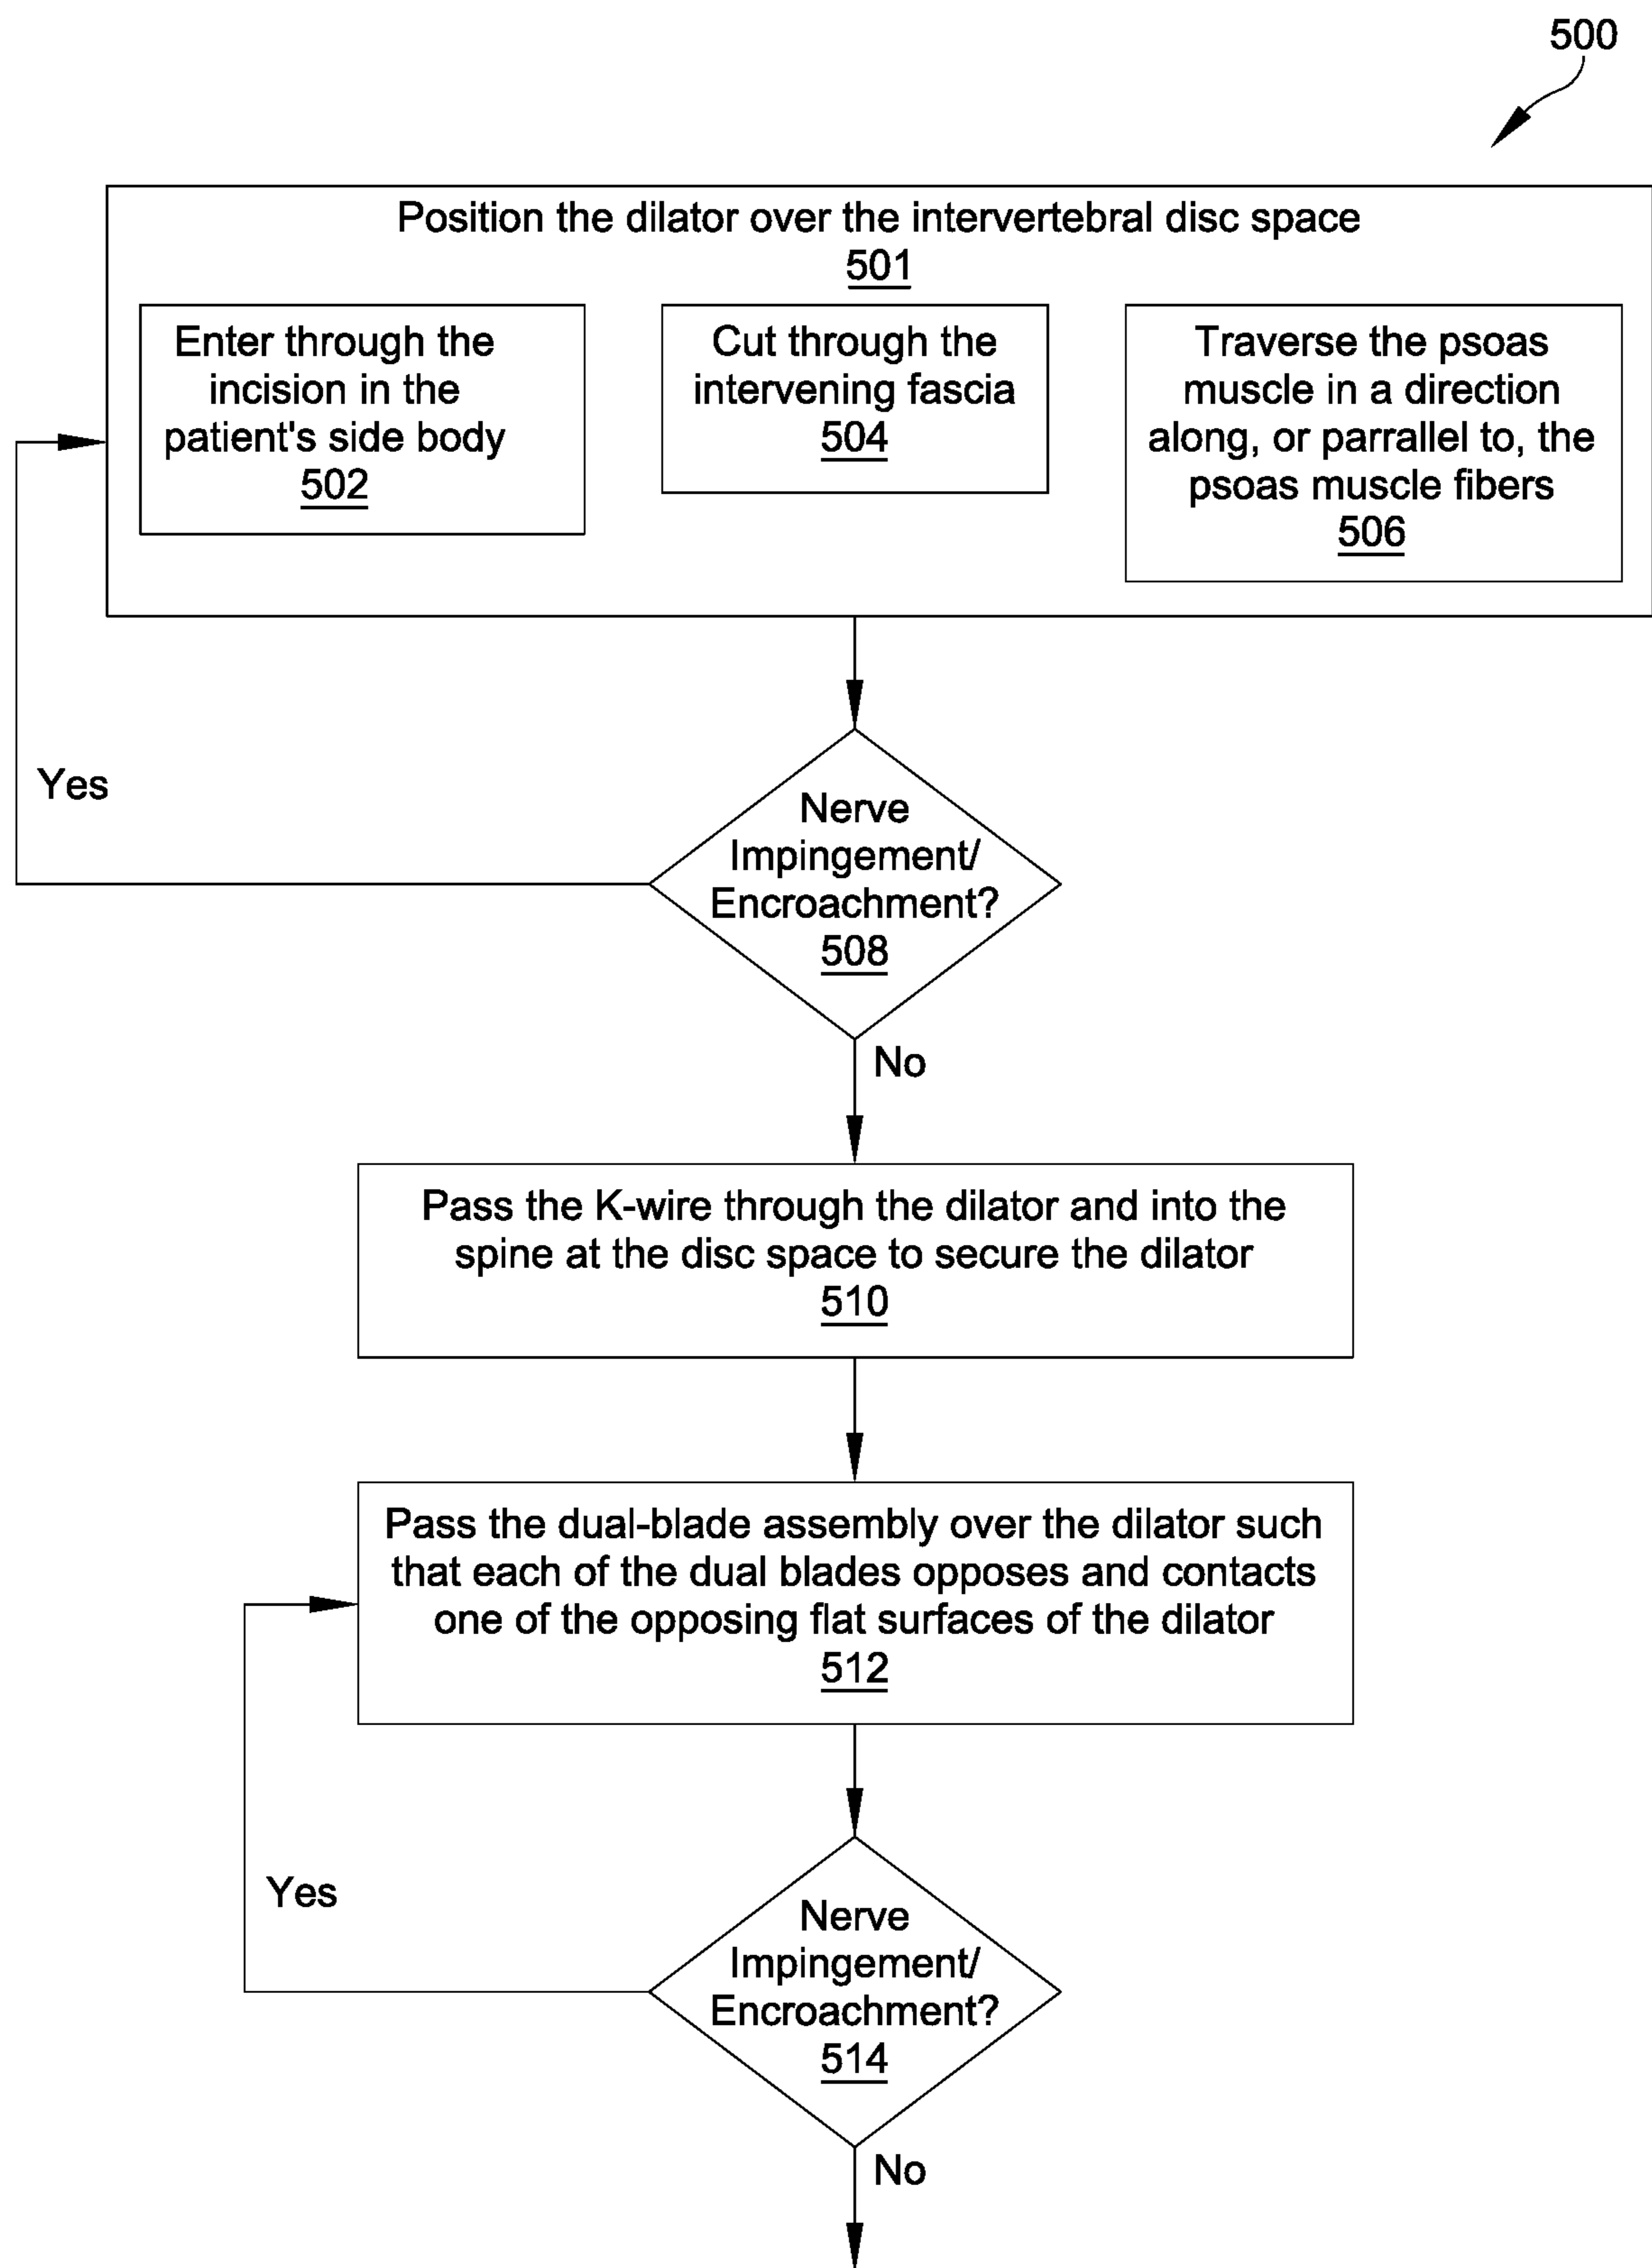 500
Position the dilator over the intervertebral disc space
501
Enter through the
incision in the
patient's side body
502
Cut through the
intervening fascia
504
Traverse the psoas
muscle in a direction
along, or parrallel to, the
psoas muscle fibers
506
Yes
Nerve
Impingement/
Encroachment?
508
No
Pass the K-wire through the dilator and into the
spine at the disc space to secure the dilator
510
Pass the dual-blade assembly over the dilator such
that each of the dual blades opposes and contacts
one of the opposing flat surfaces of the dilator
512
Yes
Nerve
Impingement/
Encroachment?
514
No